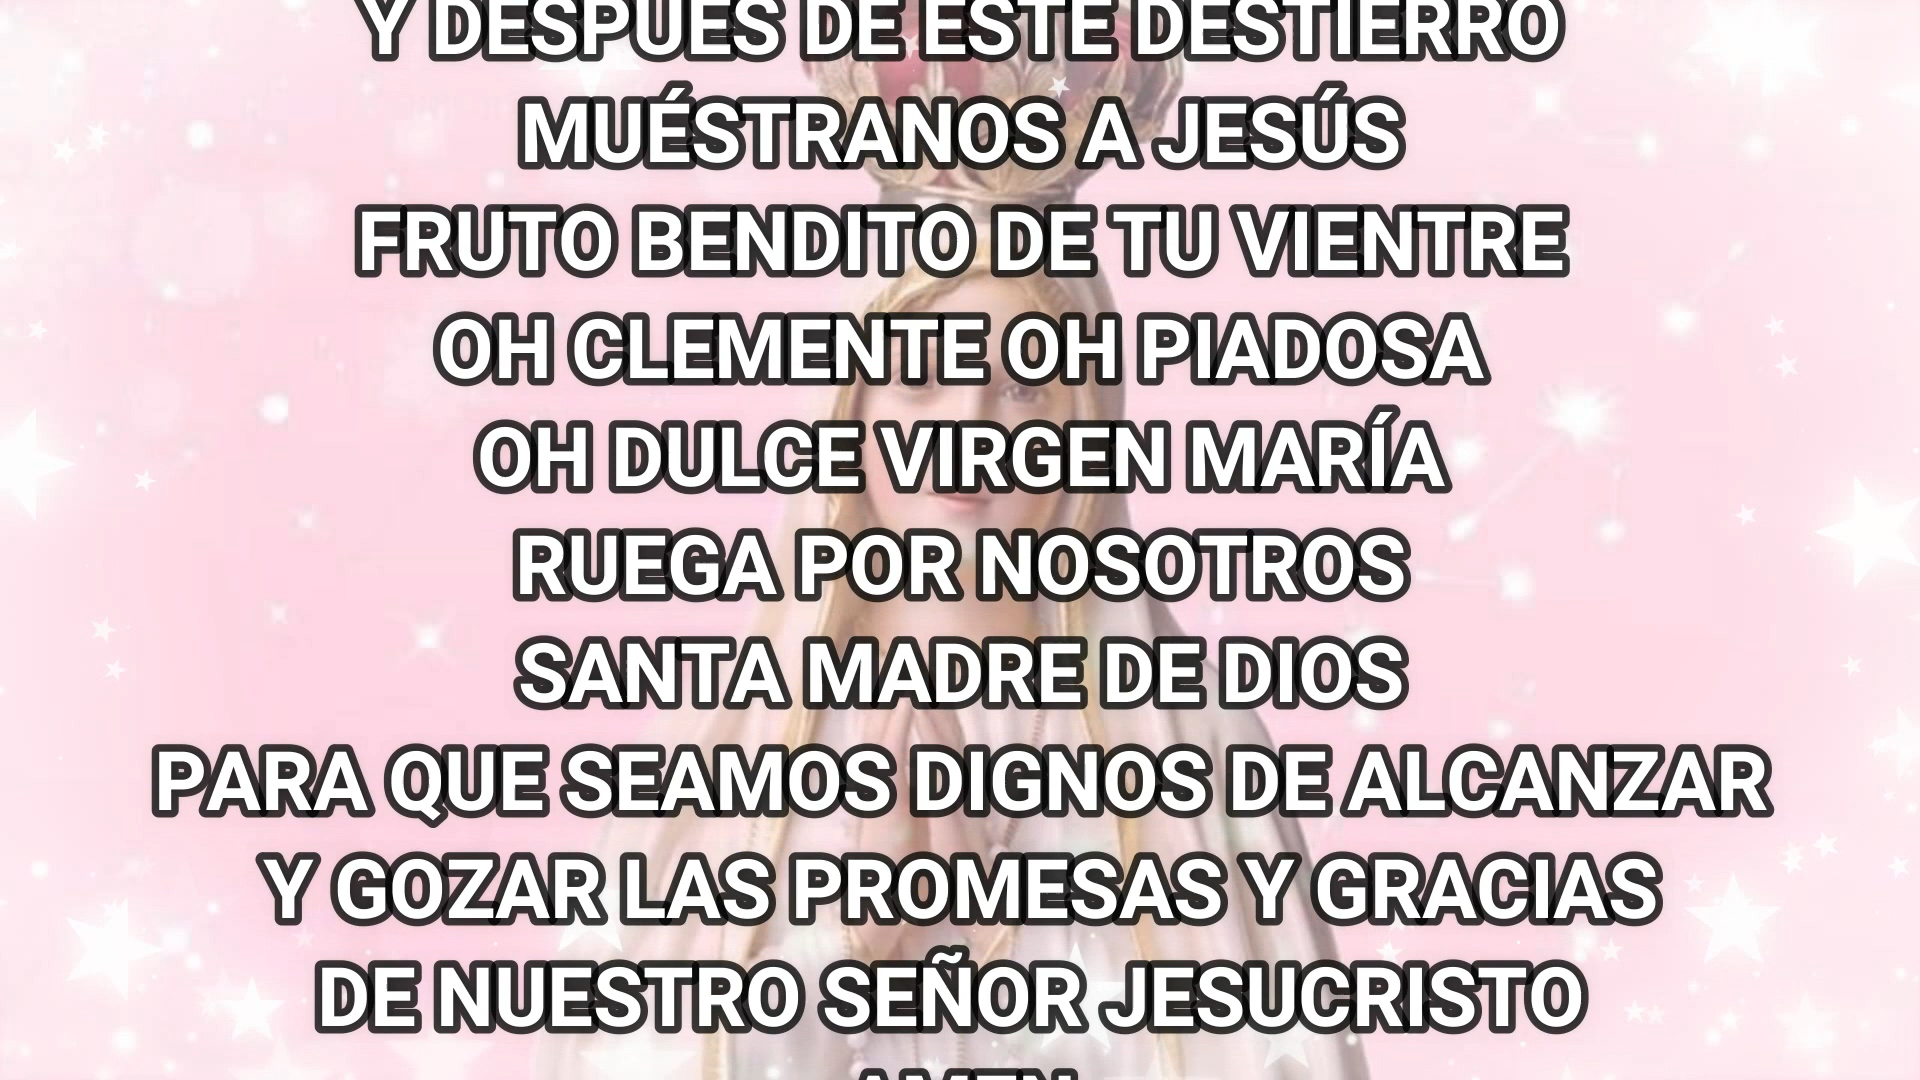 Y DESPUÉS DE ESTE DESTIERRO
MUÉSTRANOS A JESÚS
FRUTO BENDITO DE TU VIENTRE
OH CLEMENTE OH PIADOSA
OH DULCE VIRGEN MARÍA
RUEGA POR NOSOTROS
SANTA MADRE DE DIOS
PARA QUE SEAMOS DIGNOS DE ALCANZAR
Y GOZAR LAS PROMESAS Y GRACIAS
DE NUESTRO SEÑOR JESUCRISTO